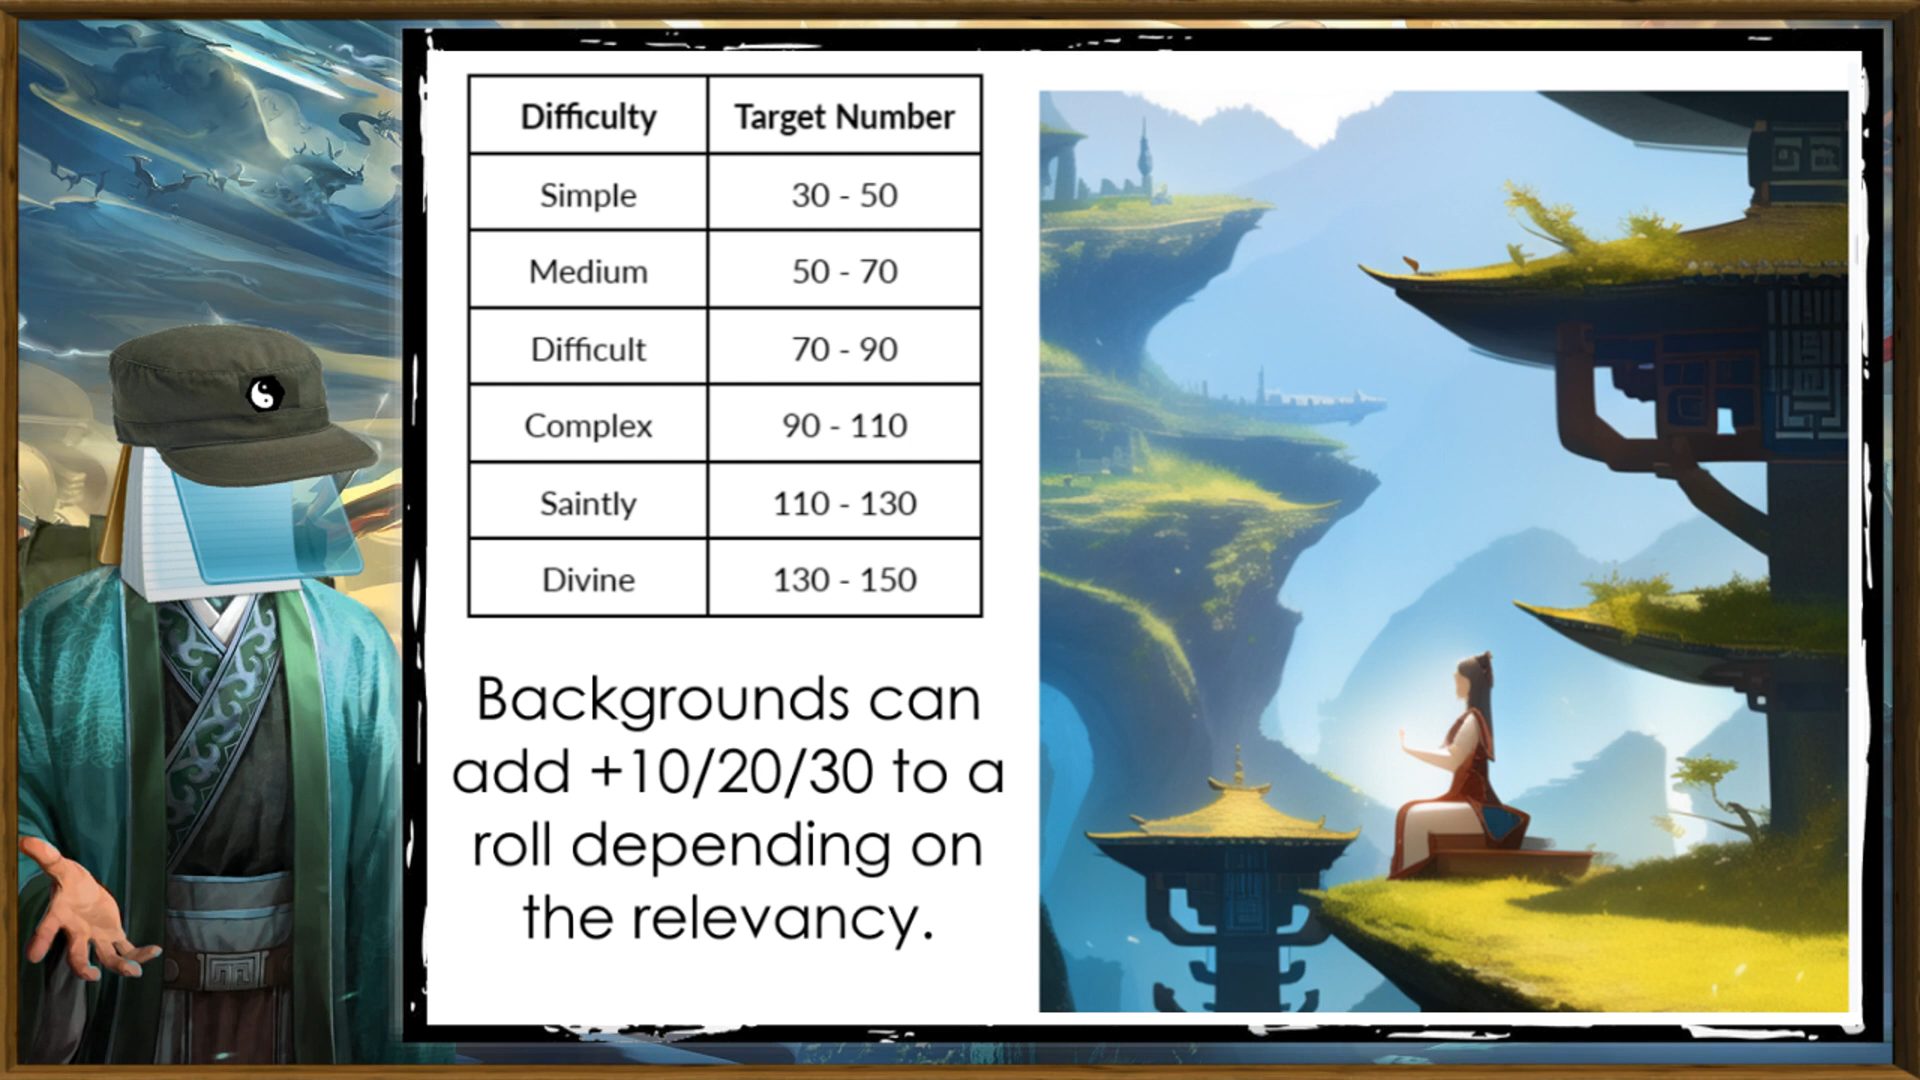 Difficulty Target Number
Simple 30 - 50
Medium 50 - 70
Difficult 70 - 90
Complex 90 - 110
Saintly 110 - 130
Divine 130 - 150
Backgrounds can
add +10/20/30 to a
roll depending on
the relevancy.